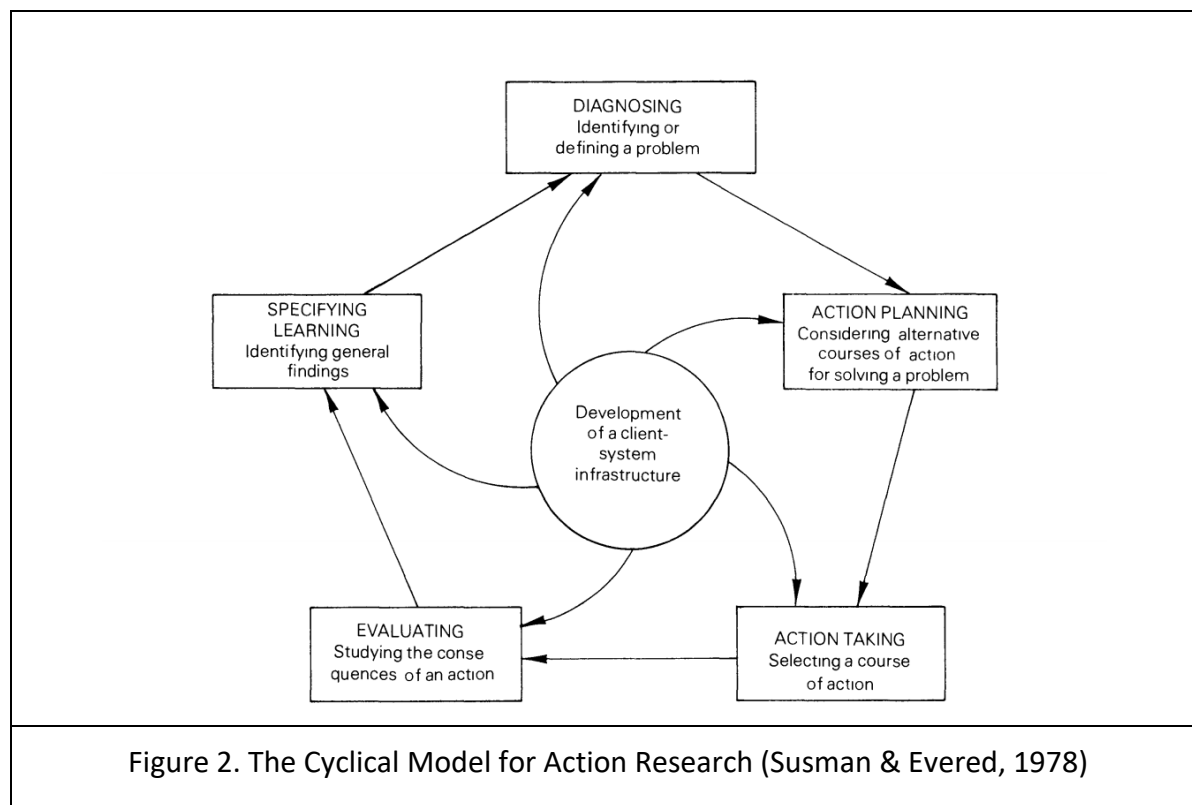 DIAGNOSING
Identifying or
defining a problem
ACTION PLANNING
Considering alternative
courses of action
for solving a problem
SPECIFYING
LEARNING
Identifying general
findings
Development
of a client-
system
infrastructure
EVALUATING
Studying the conse
quences of an action
ACTION TAKING
Selecting a course
of action
Figure 2. The Cyclical Model for Action Research (Susman & Evered, 1978)